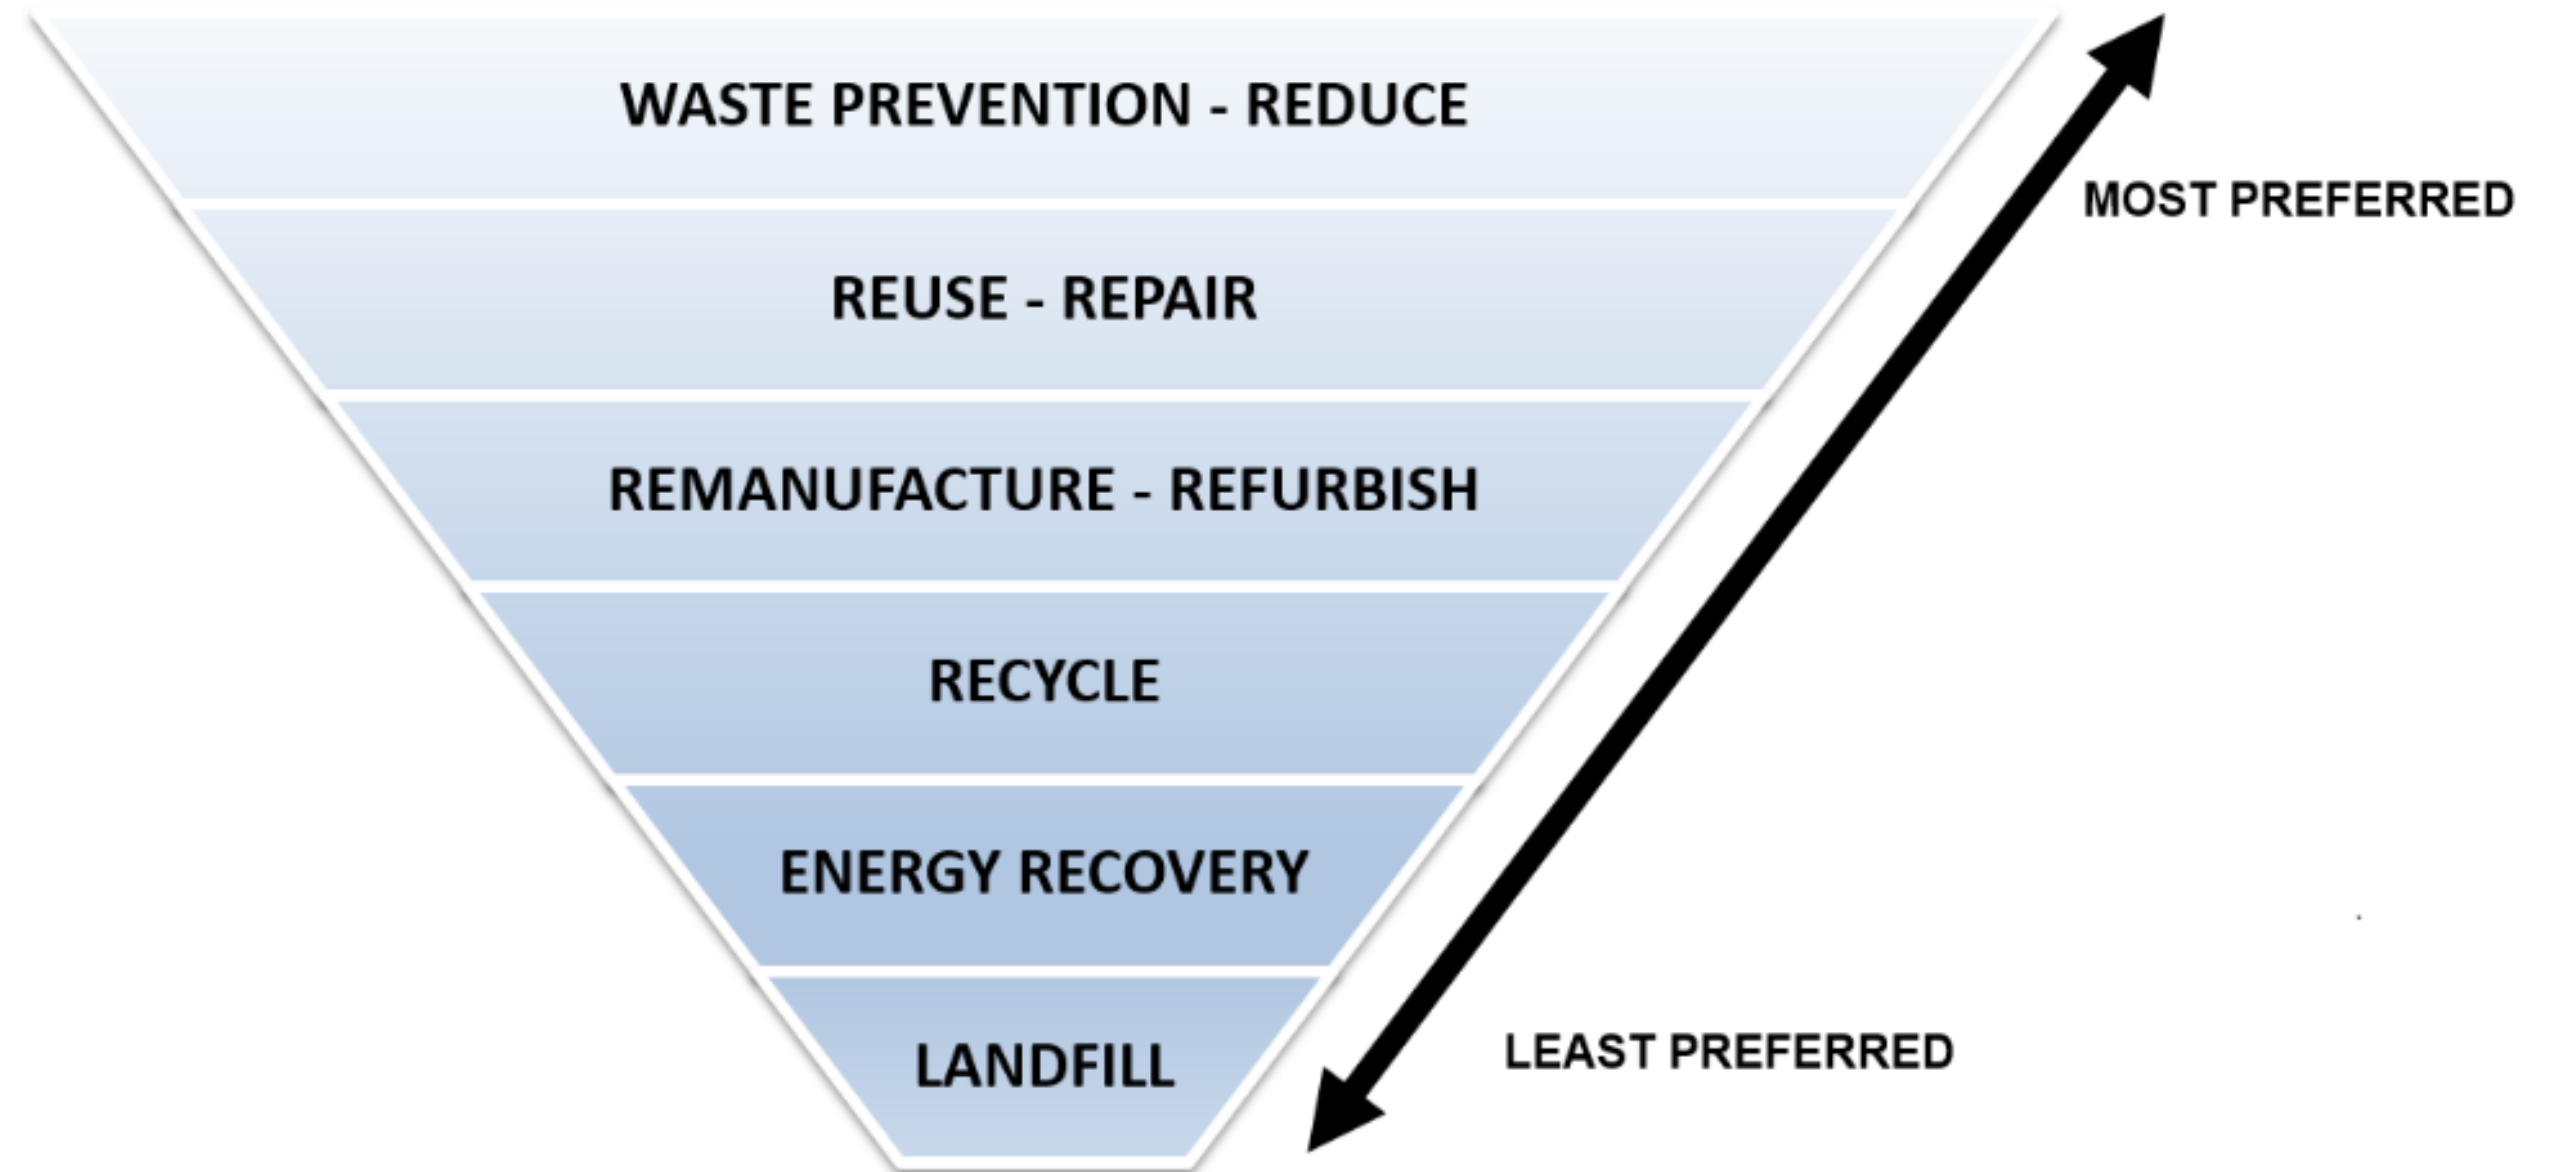 WASTE PREVENTION - REDUCE
MOST PREFERRED
REUSE - REPAIR
REMANUFACTURE - REFURBISH
RECYCLE
ENERGY RECOVERY
LANDFILL
LEAST PREFERRED